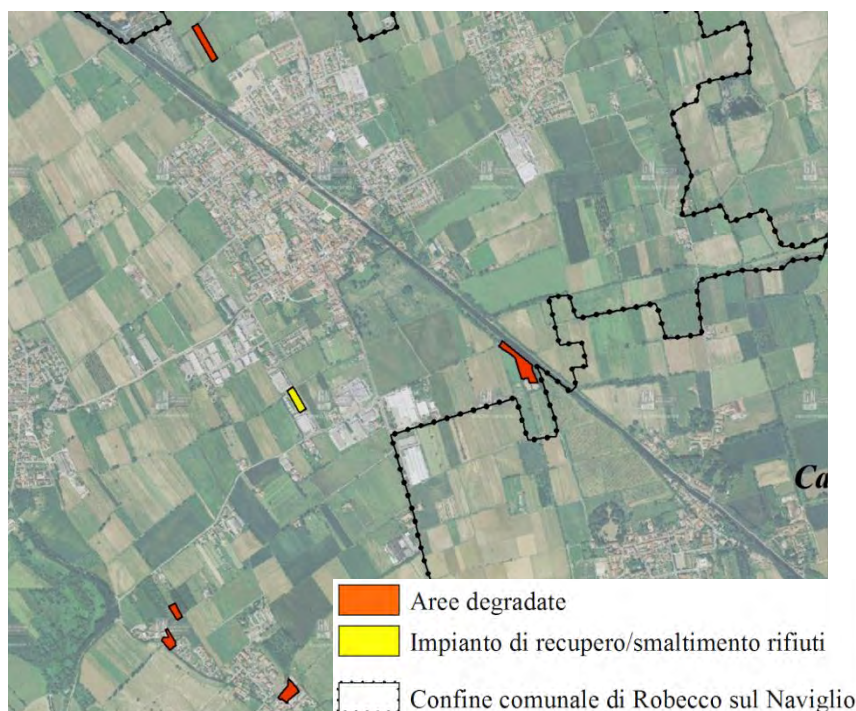 Ca
Aree degradate
Impianto di recupero/smaltimento rifiuti
Confine comunale di Robecco sul Naviglio